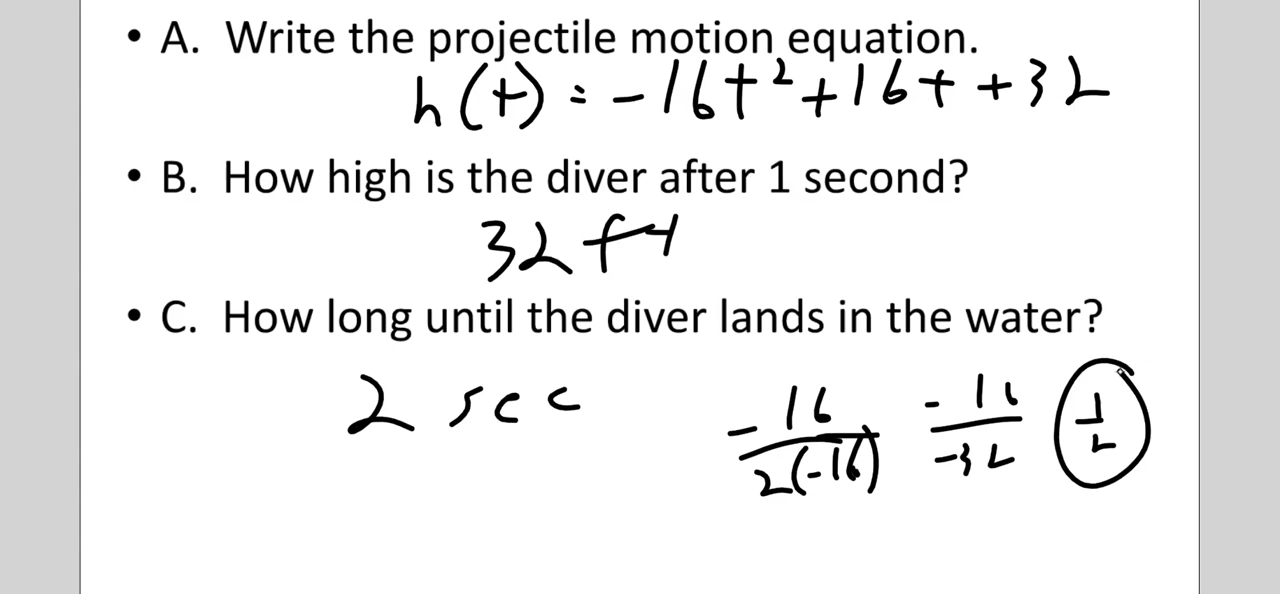 • A. Write the projectile motion equation.
h(t) = -16t² + 16t + 32
• B. How high is the diver after 1 second?
32 ft
• C. How long until the diver lands in the water?
2 sec
-16/2(-16) -16/-32 1/2